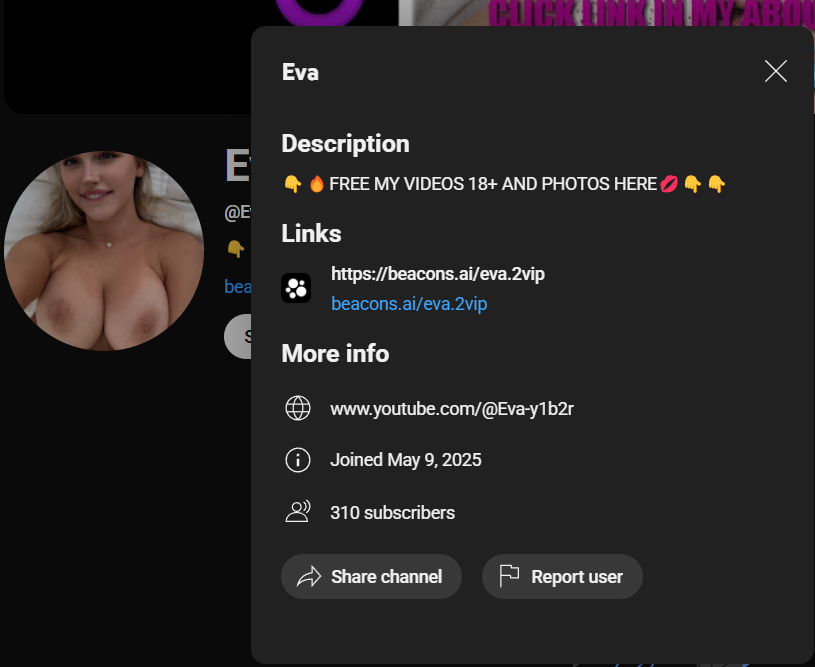 CLICK LINK IN MY ABOU
Eva
Description
👇🔥FREE MY VIDEOS 18+ AND PHOTOS HERE💋👇👇
Links
https://beacons.ai/eva.2vip
beacons.ai/eva.2vip
More info
www.youtube.com/@Eva-y1b2r
Joined May 9, 2025
310 subscribers
Share channel
Report user
E
@E
👇
bea
S